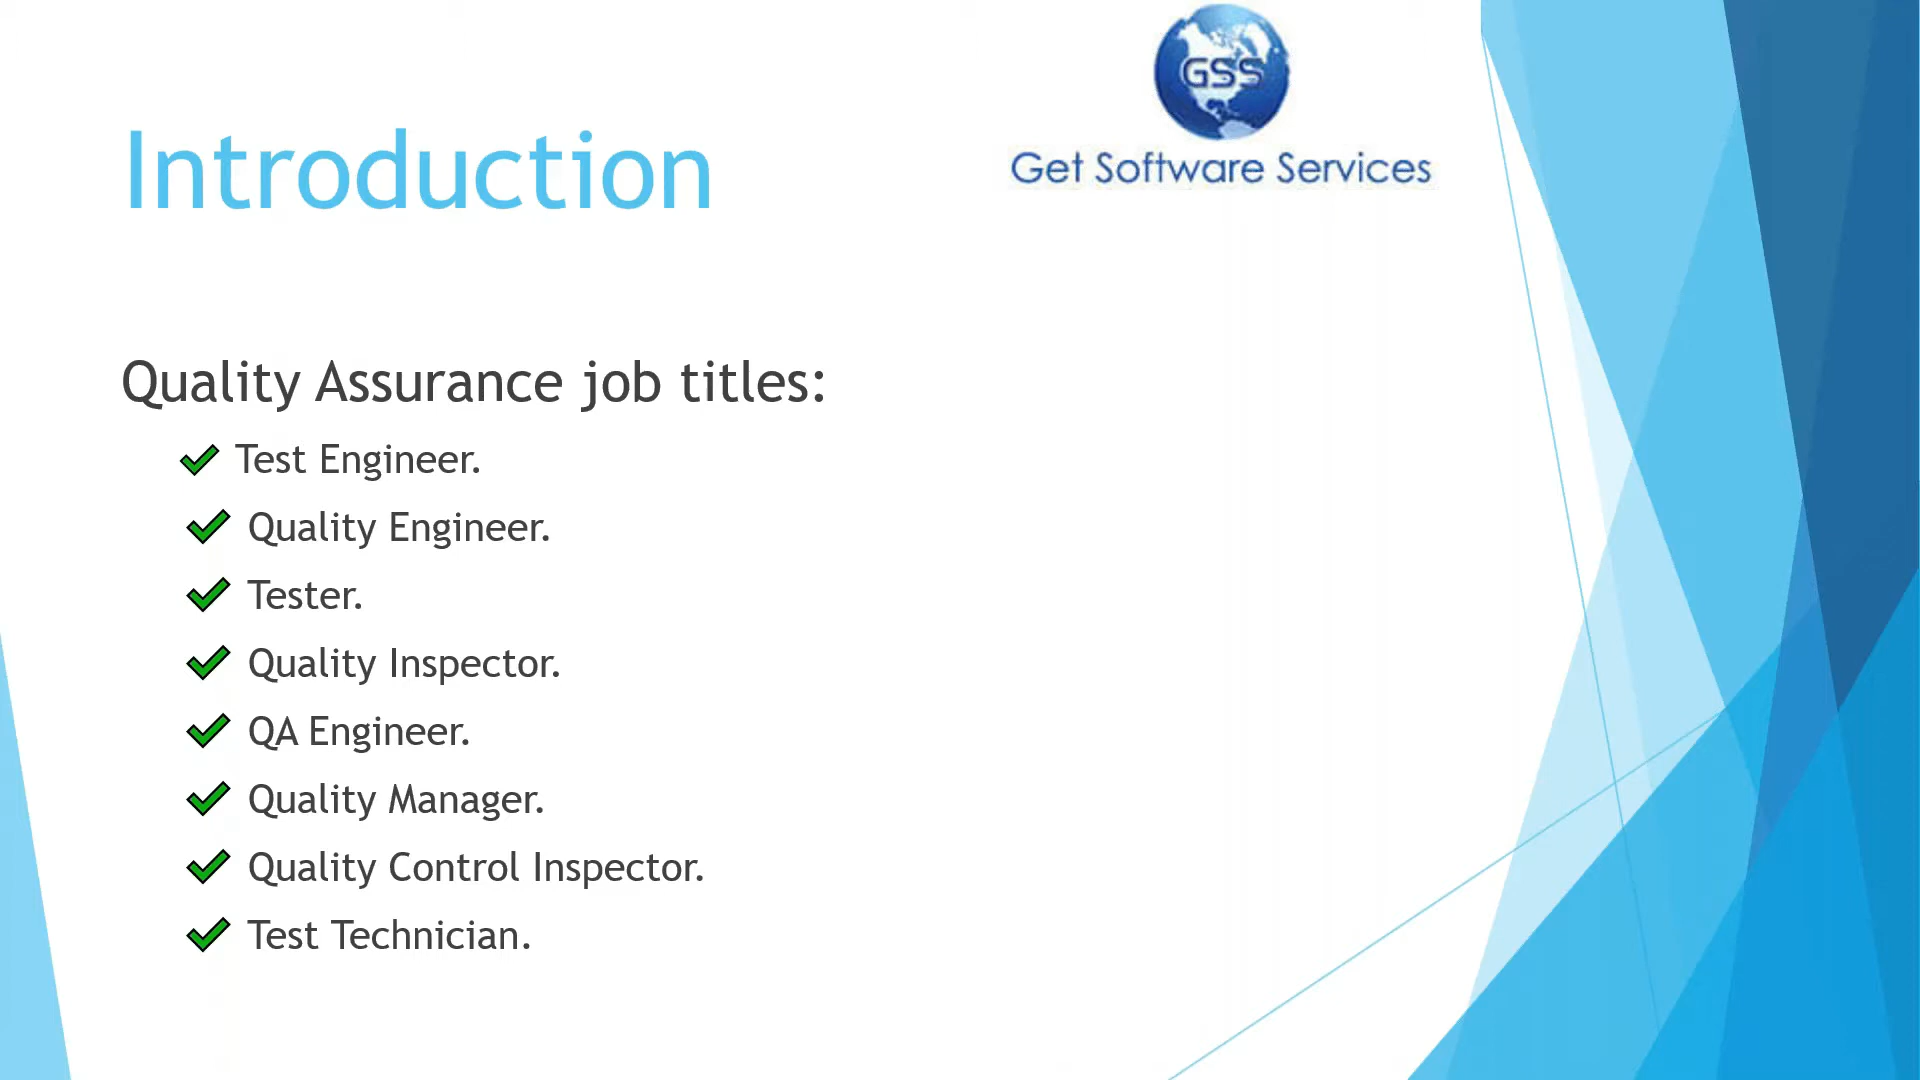 GSS
Get Software Services
Introduction
Quality Assurance job titles:
Test Engineer.
Quality Engineer.
Tester.
Quality Inspector.
QA Engineer.
Quality Manager.
Quality Control Inspector.
Test Technician.